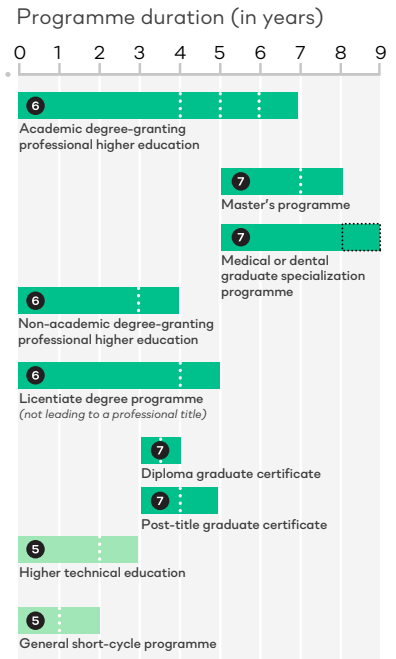 Programme duration (in years)
0 1 2 3 4 5 6 7 8 9
6
Academic degree-granting
professional higher education
7
Master's programme
7
Medical or dental
graduate specialization
programme
6
Non-academic degree-granting
professional higher education
6
Licentiate degree programme
(not leading to a professional title)
7
Diploma graduate certificate
7
Post-title graduate certificate
5
Higher technical education
5
General short-cycle programme